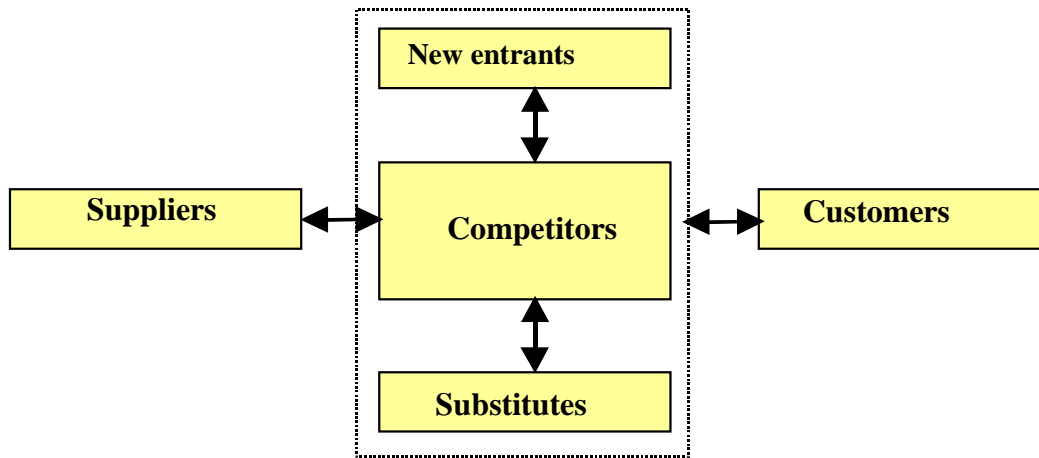 New entrants
Suppliers
Competitors
Customers
Substitutes